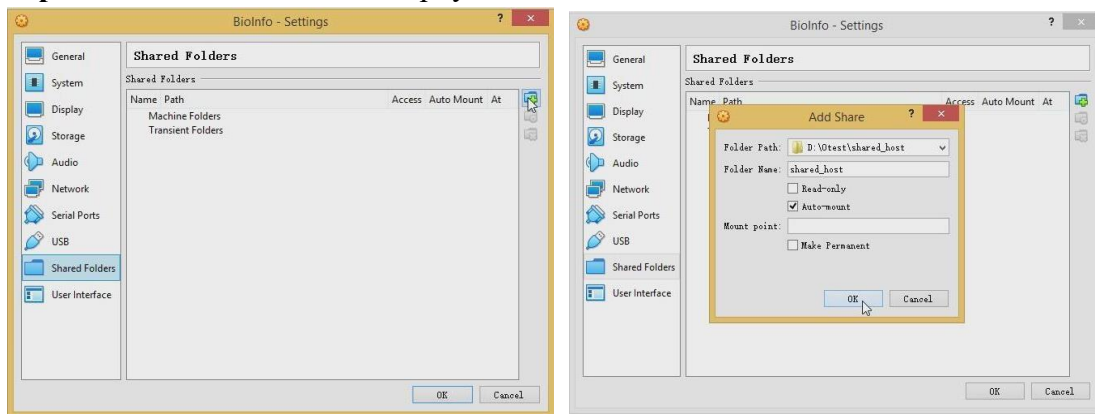 BioInfo - Settings
? ×
General
System
Display
Storage
Audio
Network
Serial Ports
USB
Shared Folders
User Interface
Shared Folders
Shared Folders
Name Path Access Auto Mount At
Machine Folders
Transient Folders
OK Cancel
BioInfo - Settings
? ×
General
System
Display
Storage
Audio
Network
Serial Ports
USB
Shared Folders
User Interface
Shared Folders
Shared Folders
Name Path Access Auto Mount At
Add Share
? ×
Folder Path: D:\0test\shared_host
Folder Name: shared_host
Read-only
Auto-mount
Mount point:
Make Permanent
OK Cancel
OK Cancel